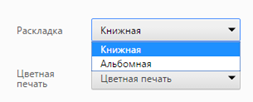 Раскладка Книжная
Книжная
Альбомная
Цветная печать Цветная печать